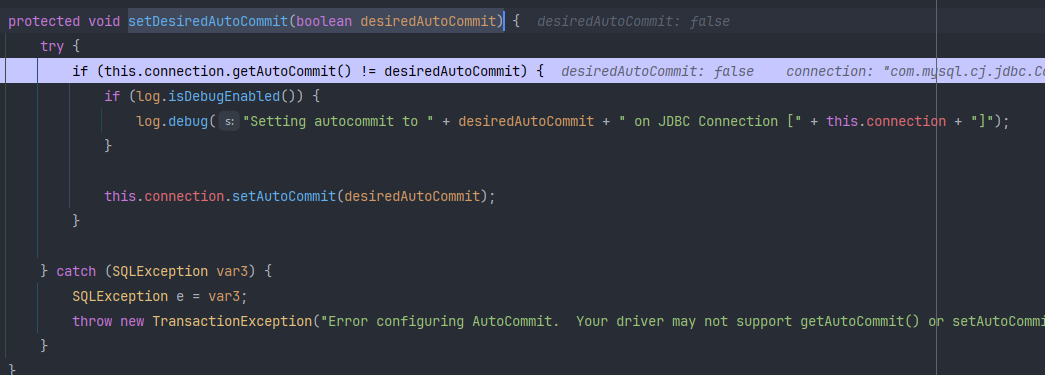 protected void setDesiredAutoCommit(boolean desiredAutoCommit) {   desiredAutoCommit: false
    try {
        if (this.connection.getAutoCommit() != desiredAutoCommit) {   desiredAutoCommit: false    connection: "com.mysql.cj.jdbc.Co
            if (log.isDebugEnabled()) {
                log.debug( s: "Setting autocommit to " + desiredAutoCommit + " on JDBC Connection [" + this.connection + "]");
            }
            this.connection.setAutoCommit(desiredAutoCommit);
        }
    } catch (SQLException var3) {
        SQLException e = var3;
        throw new TransactionException("Error configuring AutoCommit.  Your driver may not support getAutoCommit() or setAutoCommi
    }
}